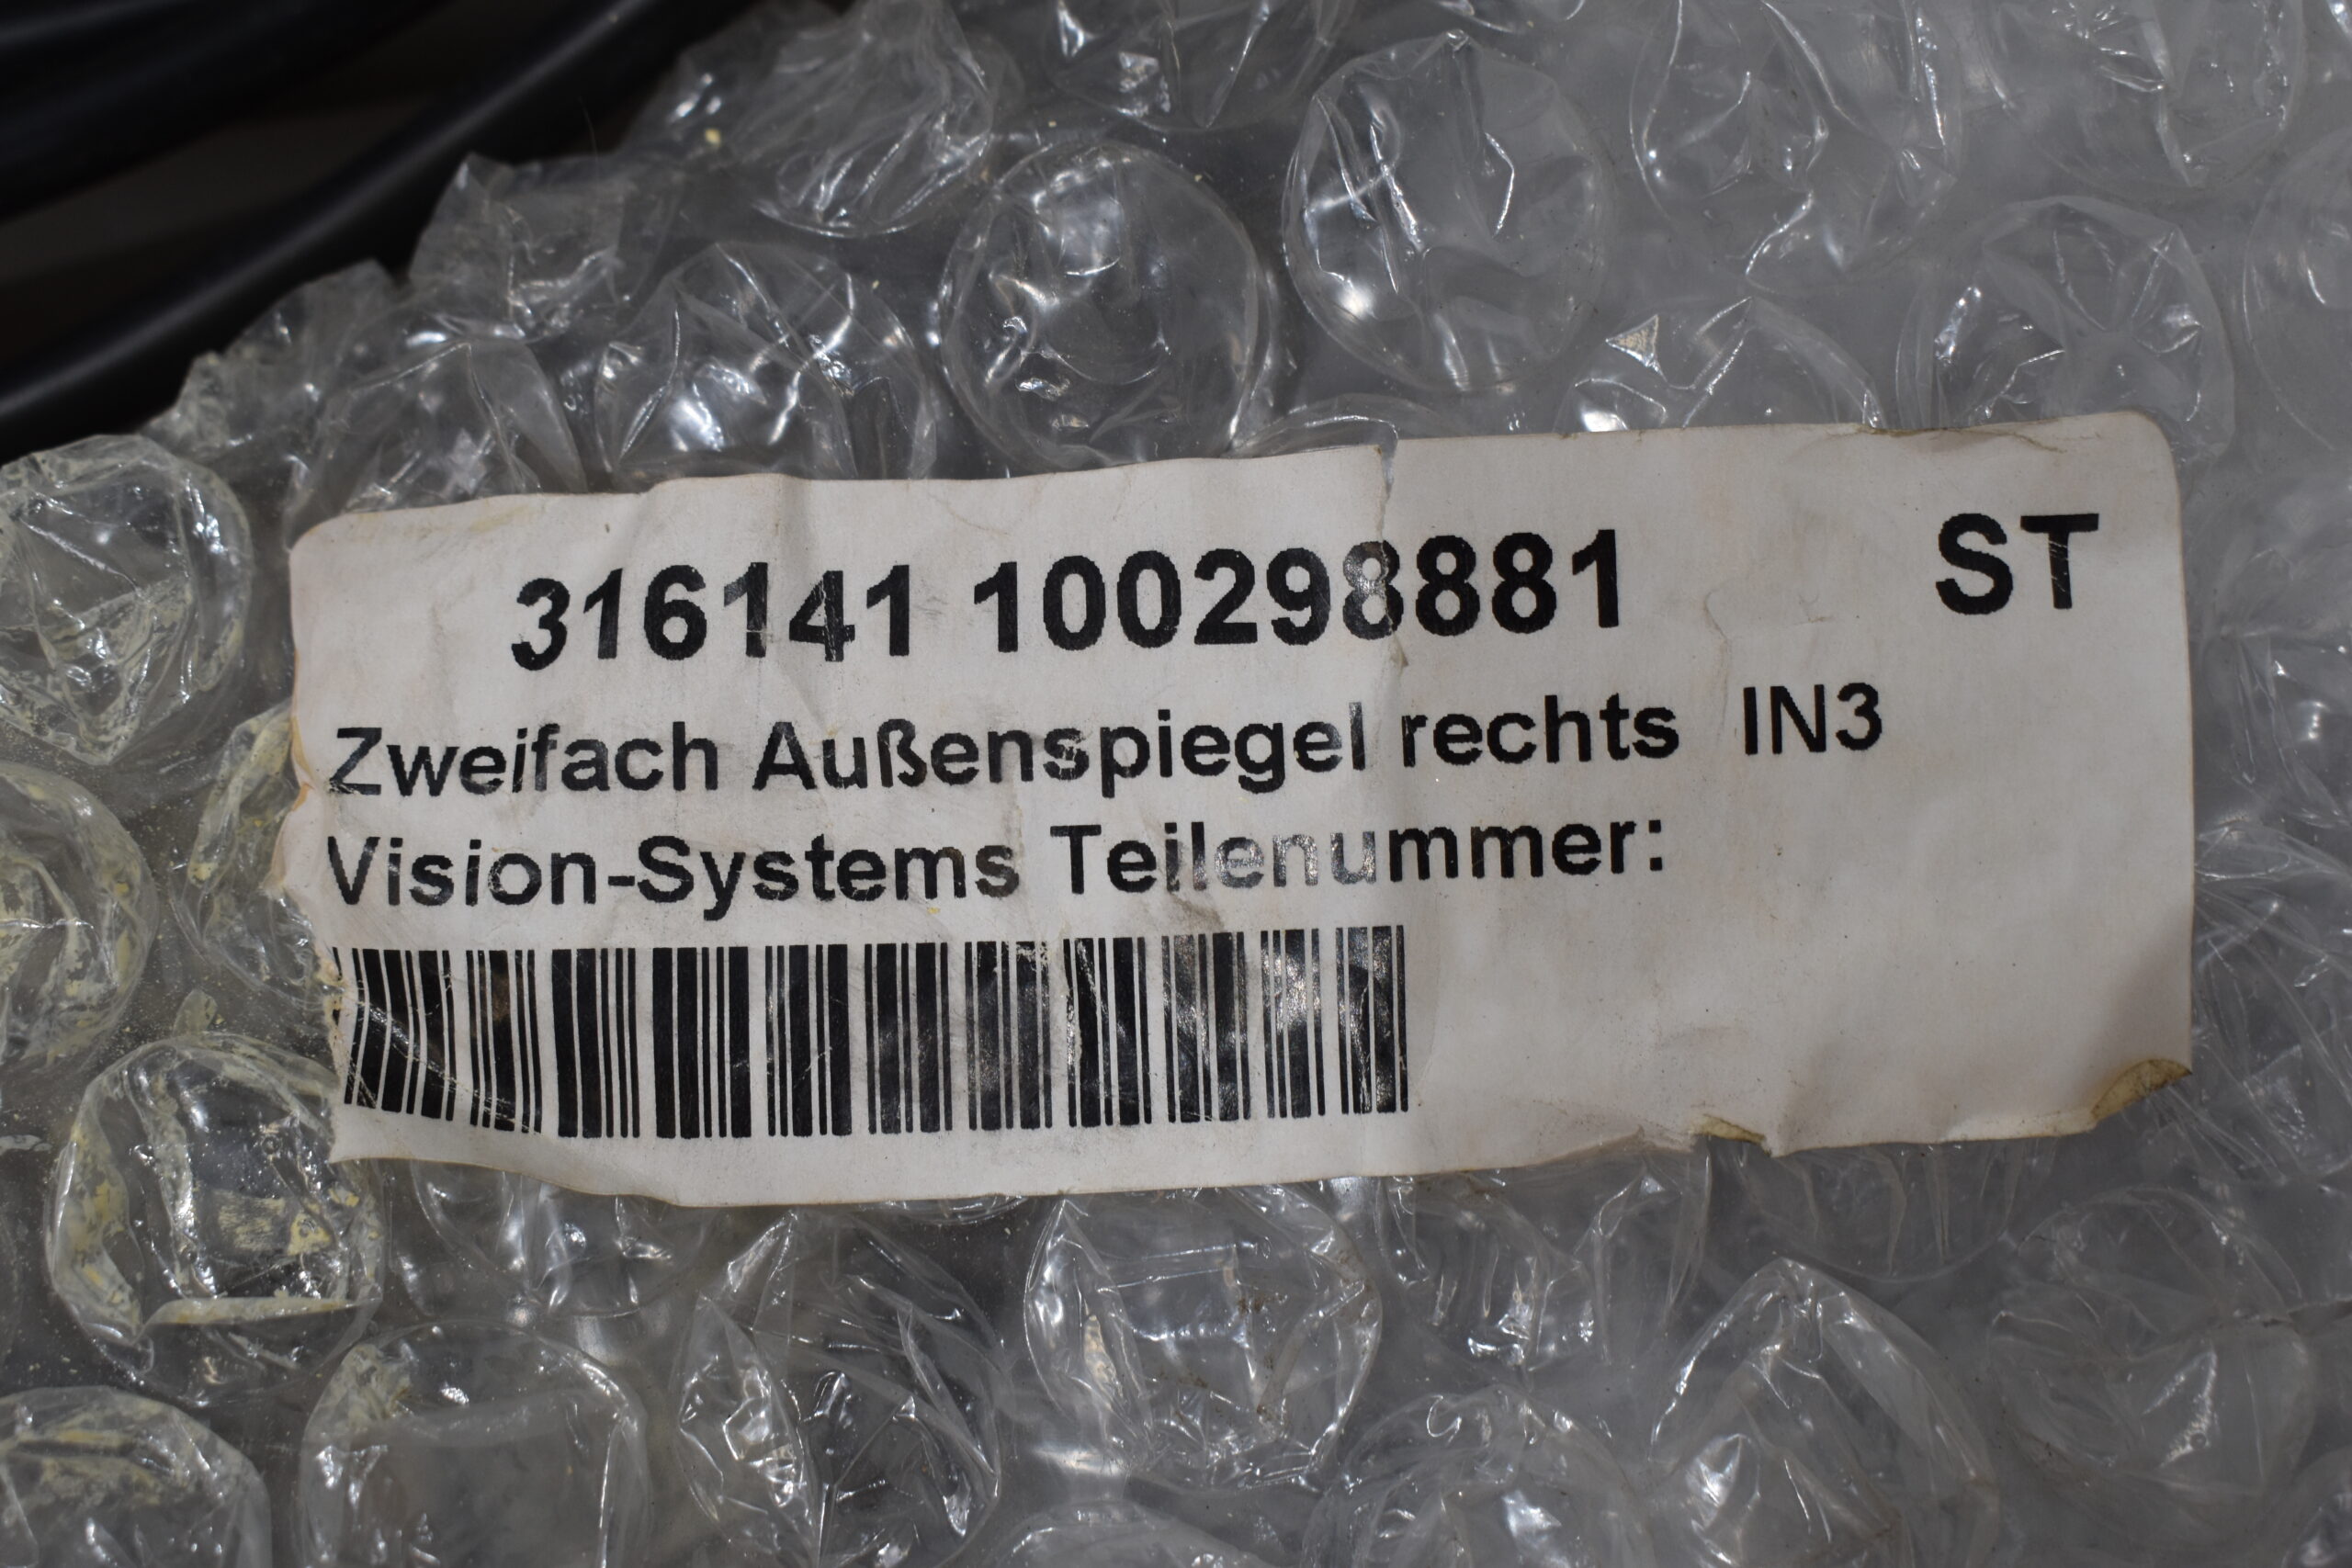 316141 100298881 ST
Zweifach Außenspiegel rechts IN3
Vision-Systems Teilenummer: